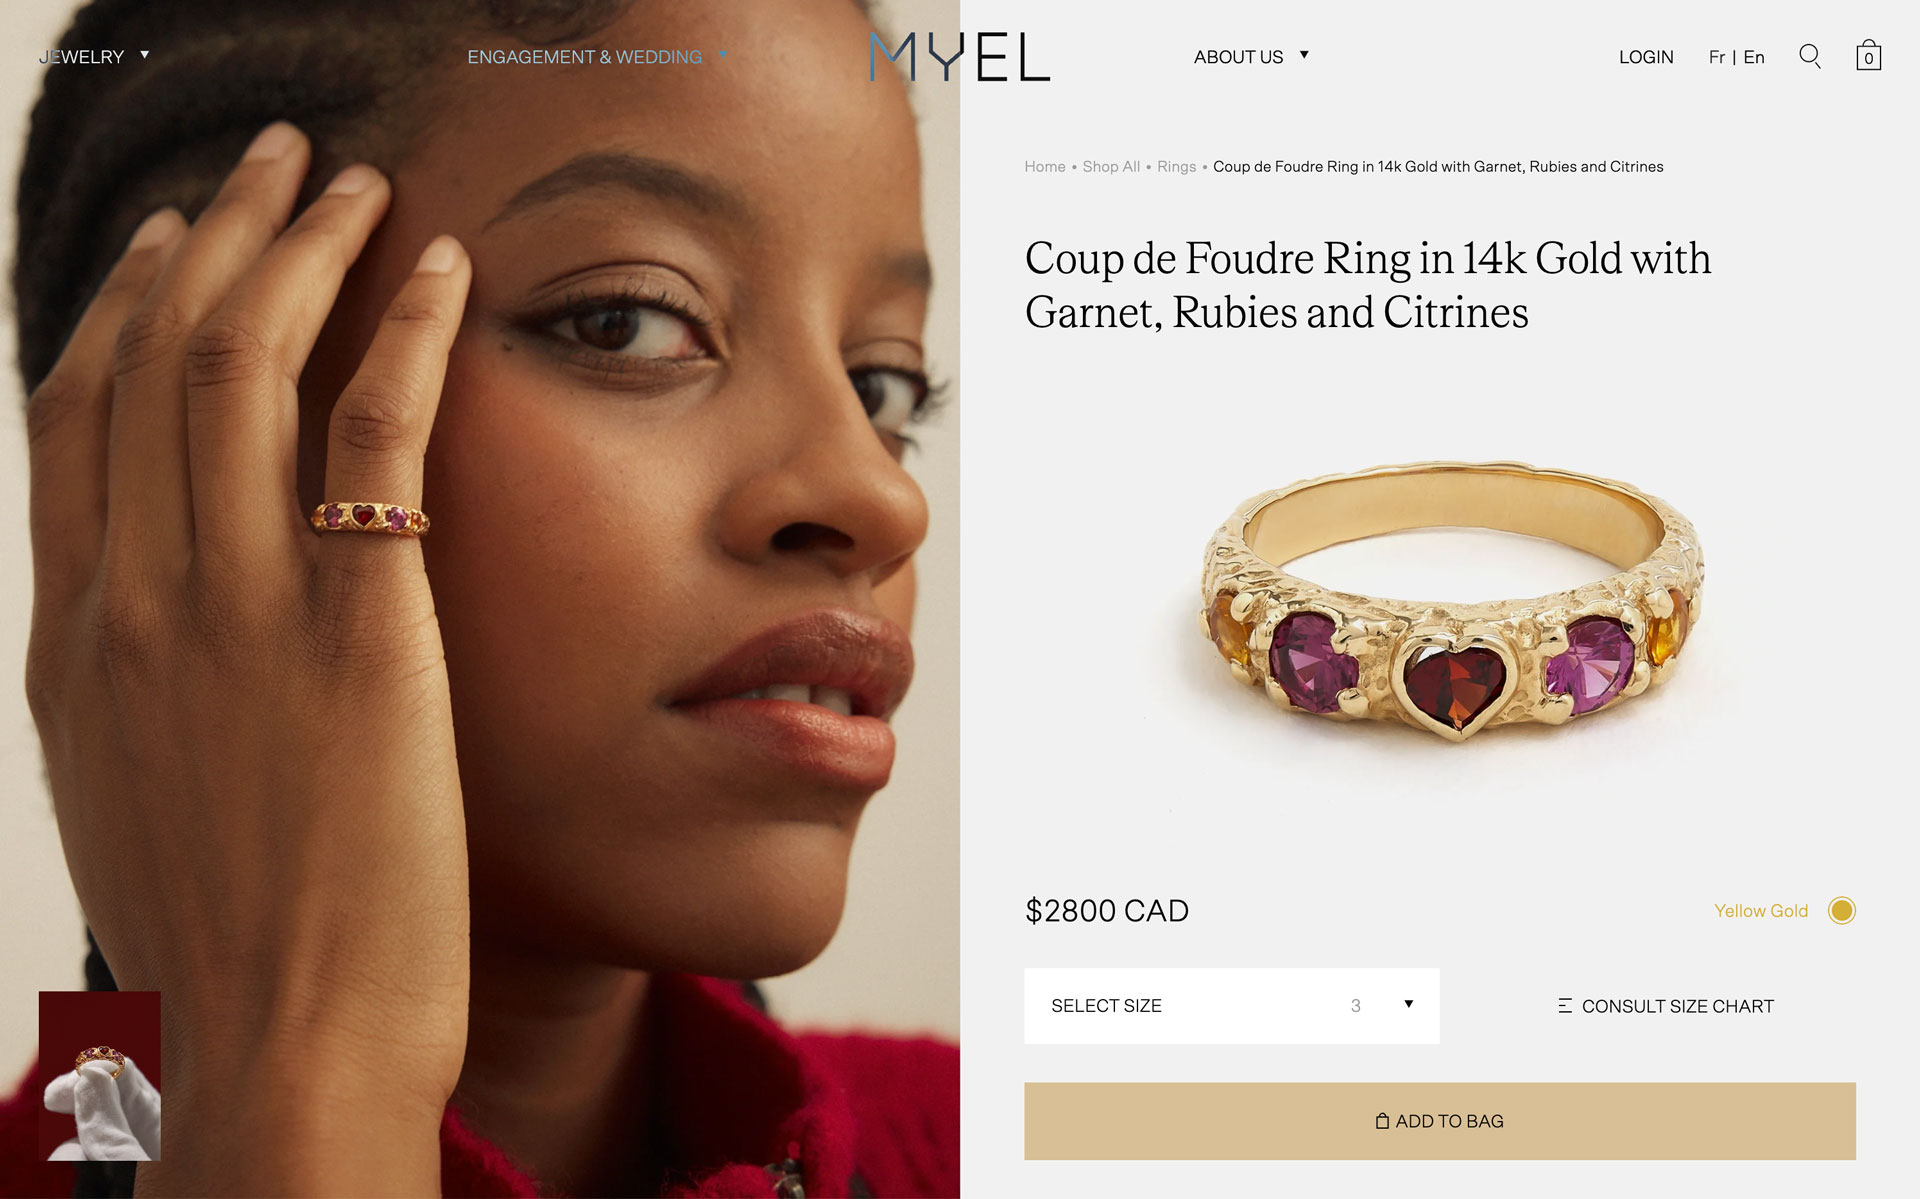 JEWELRY ▼
ENGAGEMENT & WEDDING ▼
MYEL
ABOUT US ▼
LOGIN
Fr | En
0
Home • Shop All • Rings • Coup de Foudre Ring in 14k Gold with Garnet, Rubies and Citrines
Coup de Foudre Ring in 14k Gold with
Garnet, Rubies and Citrines
$2800 CAD
Yellow Gold
SELECT SIZE 3 ▼
CONSULT SIZE CHART
ADD TO BAG